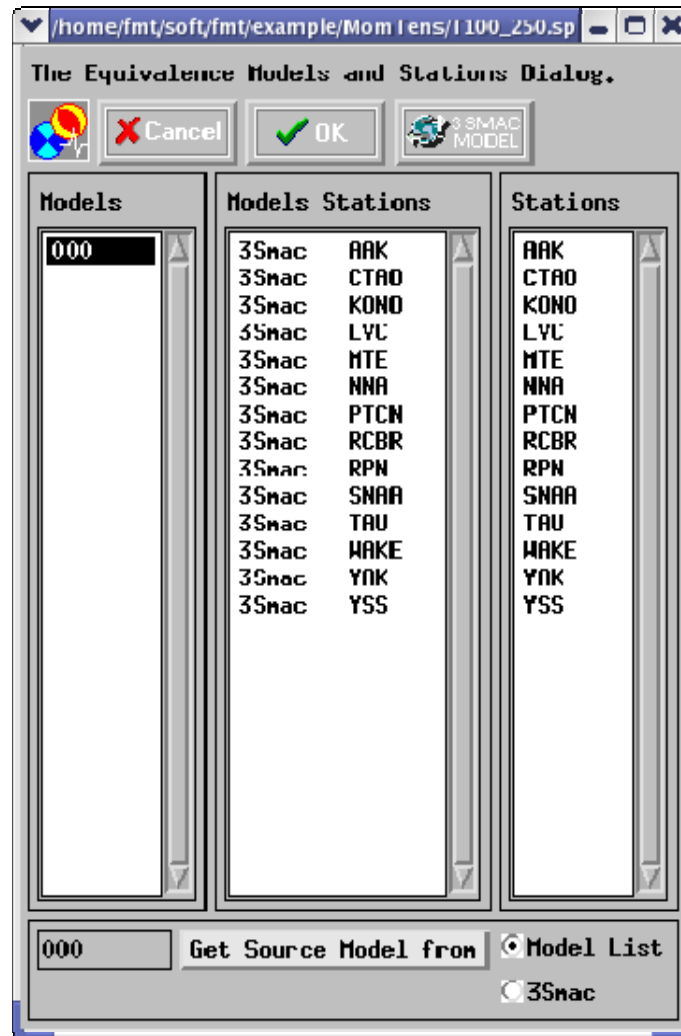 /home/fmt/soft/fmt/example/MomTens/T100_250.sp
The Equivalence Models and Stations Dialog.
Cancel
OK
3SMAC MODEL
Models
Models Stations
Stations
000
3Smac AAK AAK
3Smac CTAO CTAO
3Smac KONO KONO
3Smac LVC LVC
3Smac MTE MTE
3Smac NNA NNA
3Smac PTCN PTCN
3Smac RCBR RCBR
3Smac RPN RPN
3Smac SNAA SNAA
3Smac TAU TAU
3Smac WAKE WAKE
3Smac YAK YAK
3Smac YSS YSS
000
Get Source Model from
Model List
3Smac